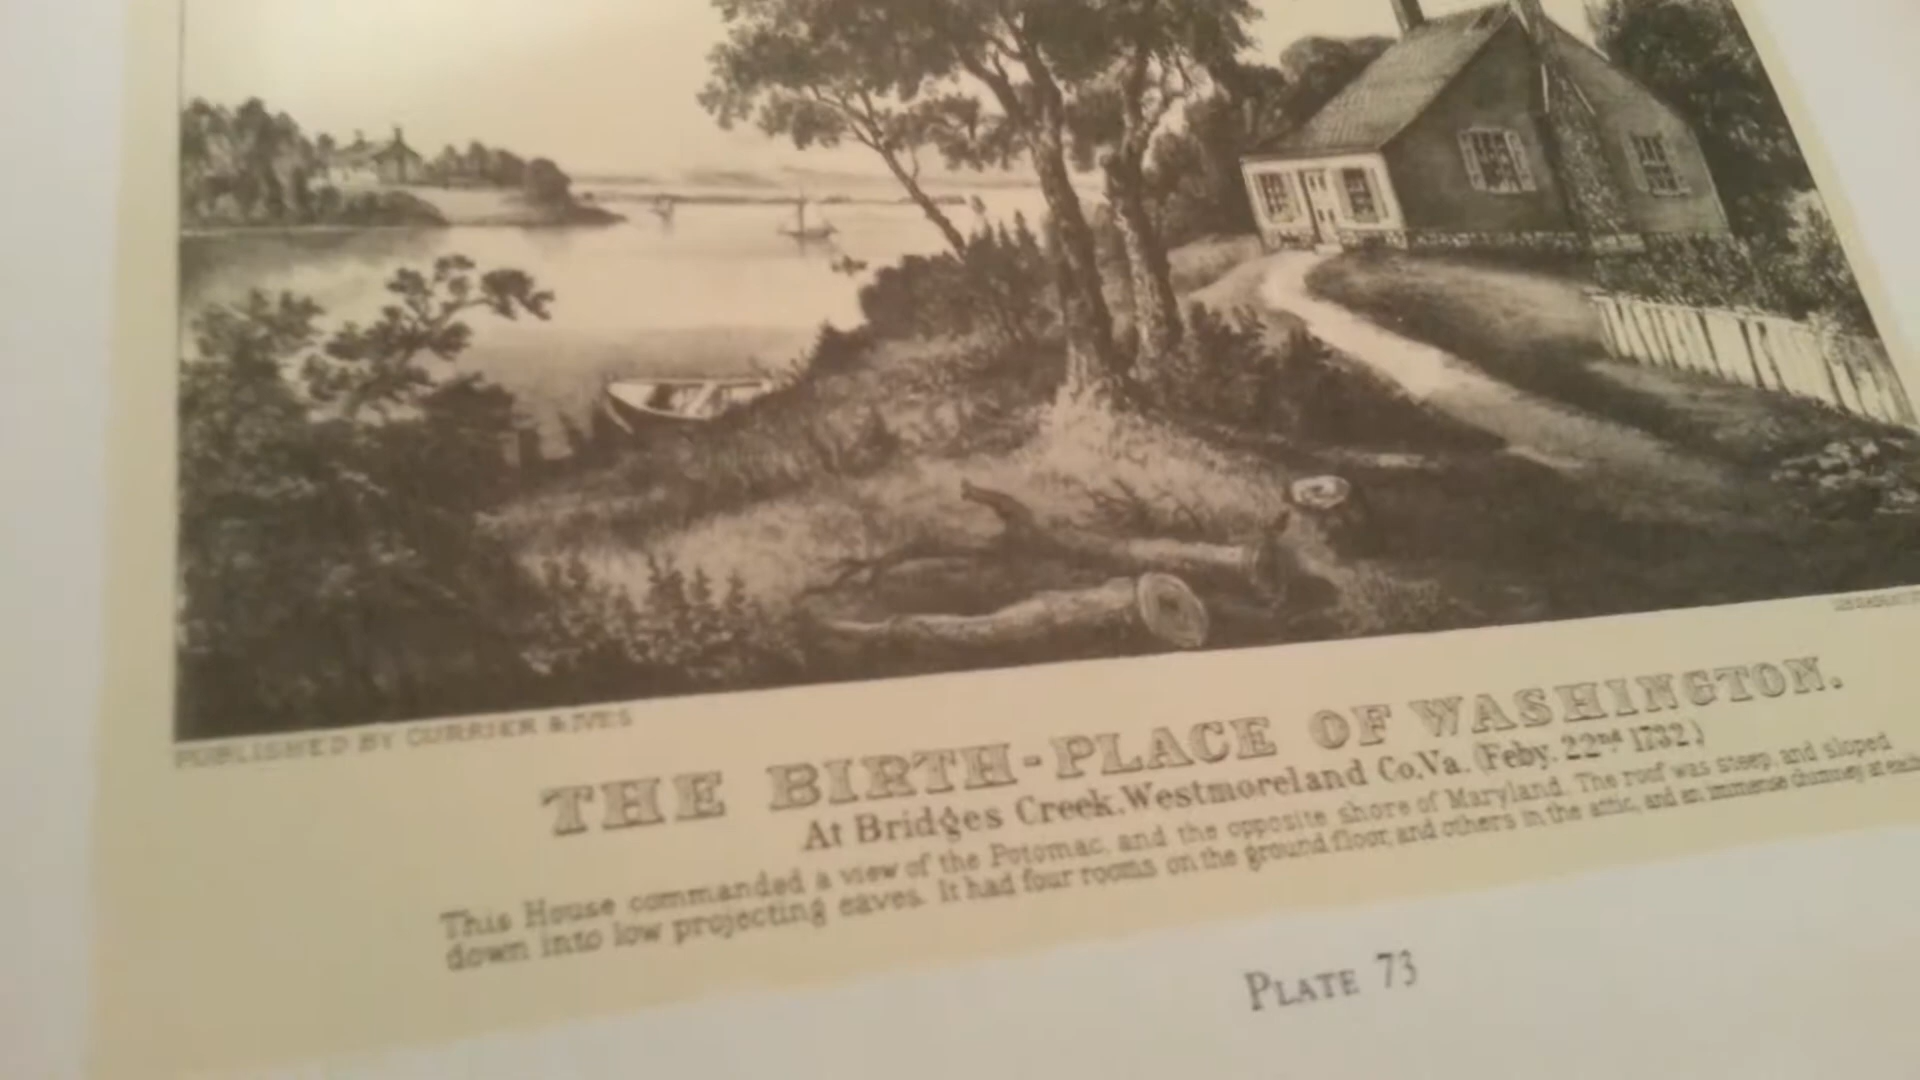 PUBLISHED BY CURRIER & IVES
THE BIRTH-PLACE OF WASHINGTON.
At Bridges Creek, Westmoreland Co. Va. (Feby. 22nd 1732.)
This House commanded a view of the Potomac, and the opposite shore of Maryland. The roof was steep, and sloped
down into low projecting eaves. It had four rooms on the ground floor, and others in the attic, and an immense chimney at each
PLATE 73